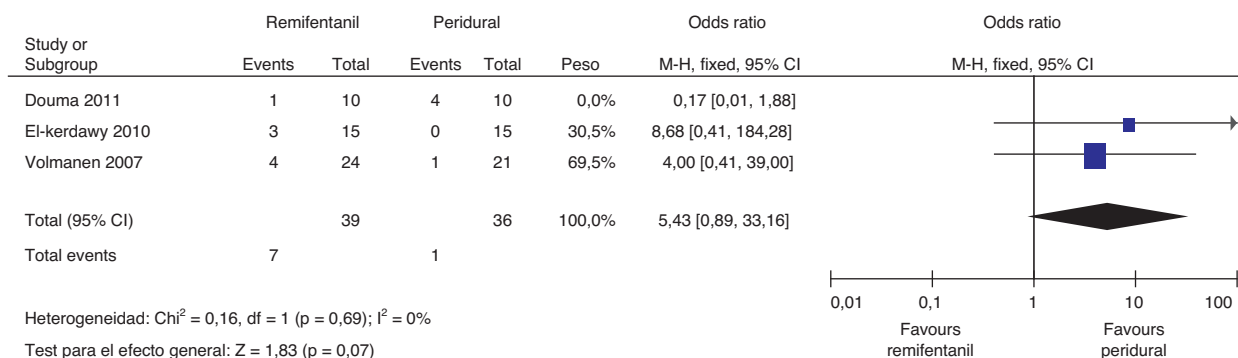 Remifentanil Peridural Odds ratio Odds ratio
Study or
Subgroup Events Total Events Total Peso M-H, fixed, 95% CI M-H, fixed, 95% CI
Douma 2011 1 10 4 10 0,0% 0,17 [0,01, 1,88]
El-kerdawy 2010 3 15 0 15 30,5% 8,68 [0,41, 184,28]
Volmanen 2007 4 24 1 21 69,5% 4,00 [0,41, 39,00]
Total (95% CI) 39 36 100,0% 5,43 [0,89, 33,16]
Total events 7 1
0,01 0,1 1 10 100
Heterogeneidad: Chi² = 0,16, df = 1 (p = 0,69); I² = 0%
Favours remifentanil Favours peridural
Test para el efecto general: Z = 1,83 (p = 0,07)